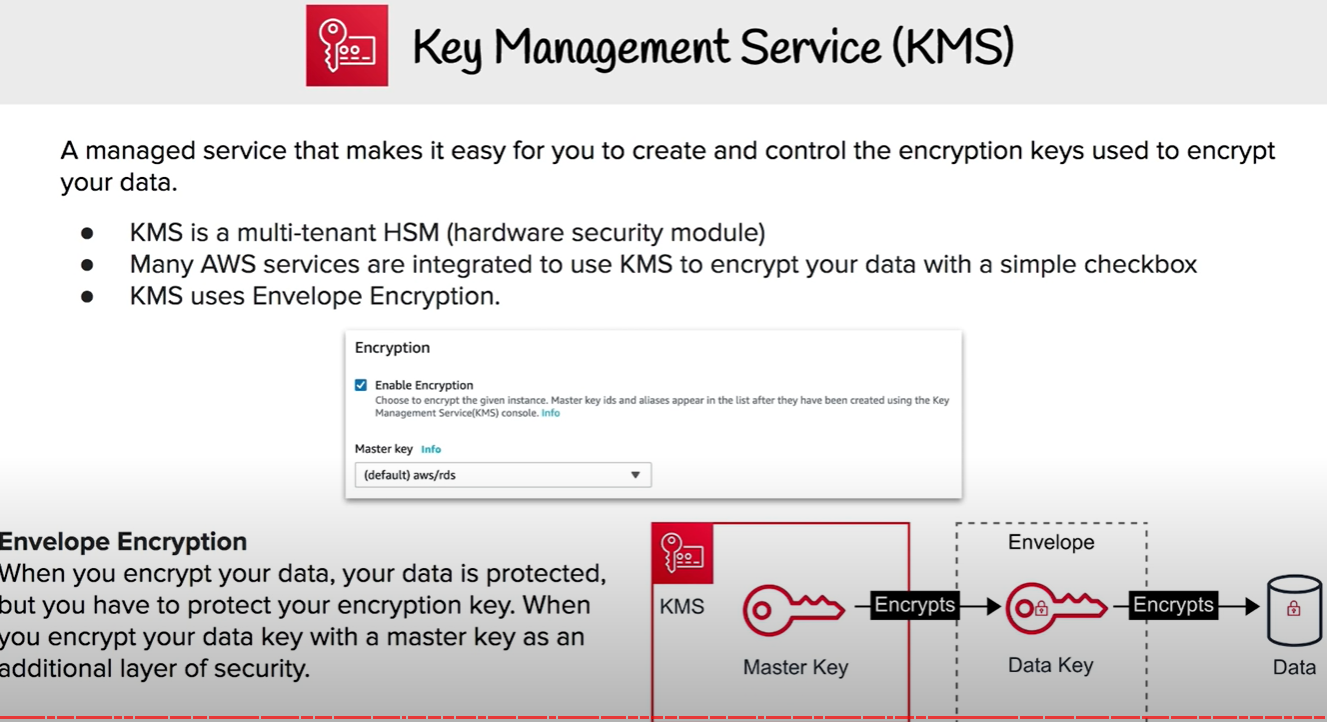 Key Management Service (KMS)
A managed service that makes it easy for you to create and control the encryption keys used to encrypt
your data.
● KMS is a multi-tenant HSM (hardware security module)
● Many AWS services are integrated to use KMS to encrypt your data with a simple checkbox
● KMS uses Envelope Encryption.
Encryption
Enable Encryption
Choose to encrypt the given instance. Master key ids and aliases appear in the list after they have been created using the Key
Management Service(KMS) console. Info
Master key Info
(default) aws/rds
Envelope Encryption
When you encrypt your data, your data is protected,
but you have to protect your encryption key. When
you encrypt your data key with a master key as an
additional layer of security.
Envelope
KMS
Encrypts
Encrypts
Master Key
Data Key
Data